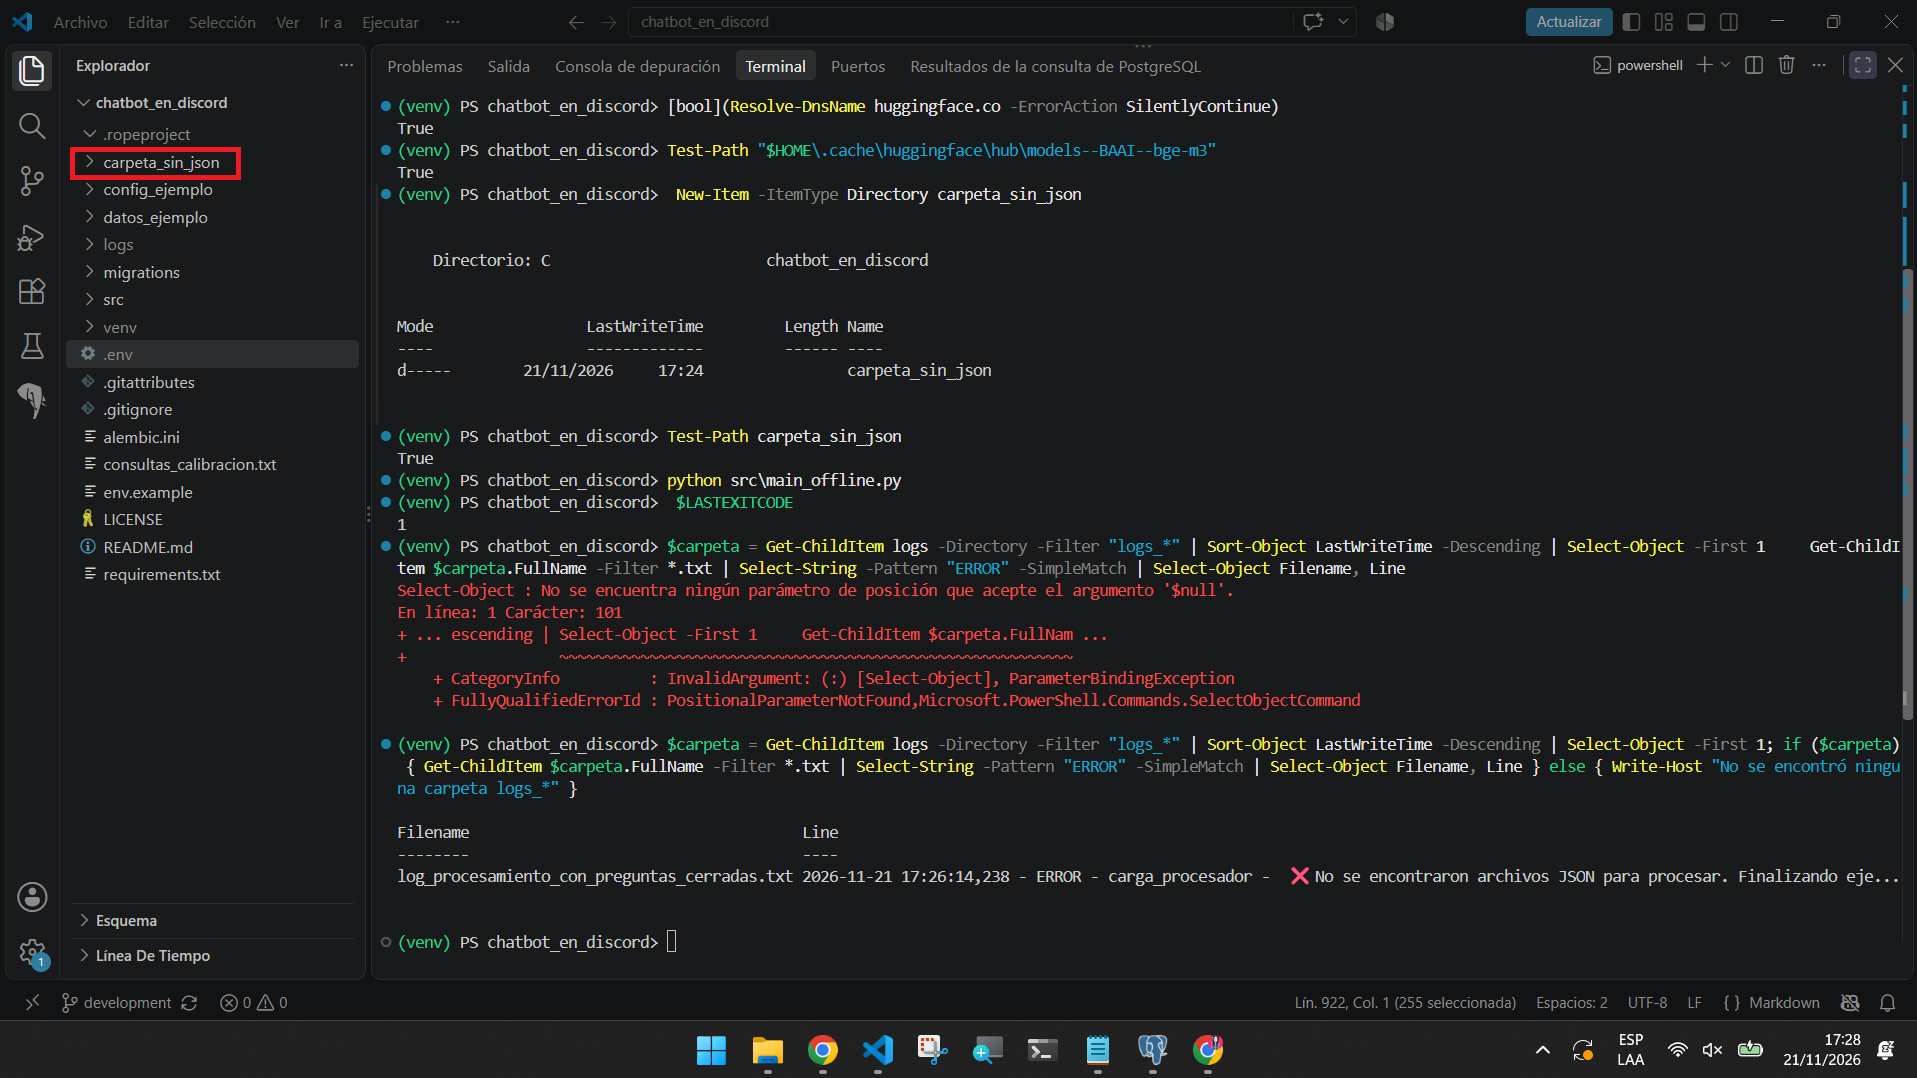 Archivo Editar Selección Ver Ir a Ejecutar ··· chatbot_en_discord Actualizar
Explorador ···
chatbot_en_discord
.ropeproject
carpeta_sin_json
config_ejemplo
datos_ejemplo
logs
migrations
src
venv
.env
.gitattributes
.gitignore
alembic.ini
consultas_calibracion.txt
env.example
LICENSE
README.md
requirements.txt
Esquema
Línea De Tiempo
1
Problemas Salida Consola de depuración Terminal Puertos Resultados de la consulta de PostgreSQL powershell ···
(venv) PS chatbot_en_discord> [bool](Resolve-DnsName huggingface.co -ErrorAction SilentlyContinue)
True
(venv) PS chatbot_en_discord> Test-Path "$HOME\.cache\huggingface\hub\models--BAAI--bge-m3"
True
(venv) PS chatbot_en_discord> New-Item -ItemType Directory carpeta_sin_json
Directorio: C chatbot_en_discord
Mode LastWriteTime Length Name
---- ------------- ------ ----
d----- 21/11/2026 17:24 carpeta_sin_json
(venv) PS chatbot_en_discord> Test-Path carpeta_sin_json
True
(venv) PS chatbot_en_discord> python src\main_offline.py
(venv) PS chatbot_en_discord> $LASTEXITCODE
1
(venv) PS chatbot_en_discord> $carpeta = Get-ChildItem logs -Directory -Filter "logs_*" | Sort-Object LastWriteTime -Descending | Select-Object -First 1 Get-ChildI
tem $carpeta.FullName -Filter *.txt | Select-String -Pattern "ERROR" -SimpleMatch | Select-Object Filename, Line
Select-Object : No se encuentra ningún parámetro de posición que acepte el argumento '$null'.
En línea: 1 Carácter: 101
+ ... escending | Select-Object -First 1 Get-ChildItem $carpeta.FullNam ...
+ ~~~~~~~~~~~~~~~~~~~~~~~~~~~~~~~~~~~~~~~~~~~~~~~~~~~~~~~~~
+ CategoryInfo : InvalidArgument: (:) [Select-Object], ParameterBindingException
+ FullyQualifiedErrorId : PositionalParameterNotFound,Microsoft.PowerShell.Commands.SelectObjectCommand
(venv) PS chatbot_en_discord> $carpeta = Get-ChildItem logs -Directory -Filter "logs_*" | Sort-Object LastWriteTime -Descending | Select-Object -First 1; if ($carpeta)
{ Get-ChildItem $carpeta.FullName -Filter *.txt | Select-String -Pattern "ERROR" -SimpleMatch | Select-Object Filename, Line } else { Write-Host "No se encontró ningu
na carpeta logs_*" }
Filename Line
-------- ----
log_procesamiento_con_preguntas_cerradas.txt 2026-11-21 17:26:14,238 - ERROR - carga_procesador - ❌ No se encontraron archivos JSON para procesar. Finalizando eje...
(venv) PS chatbot_en_discord>
development 0 0 Lín. 922, Col. 1 (255 seleccionada) Espacios: 2 UTF-8 LF { } Markdown
ESP
LAA
17:28
21/11/2026